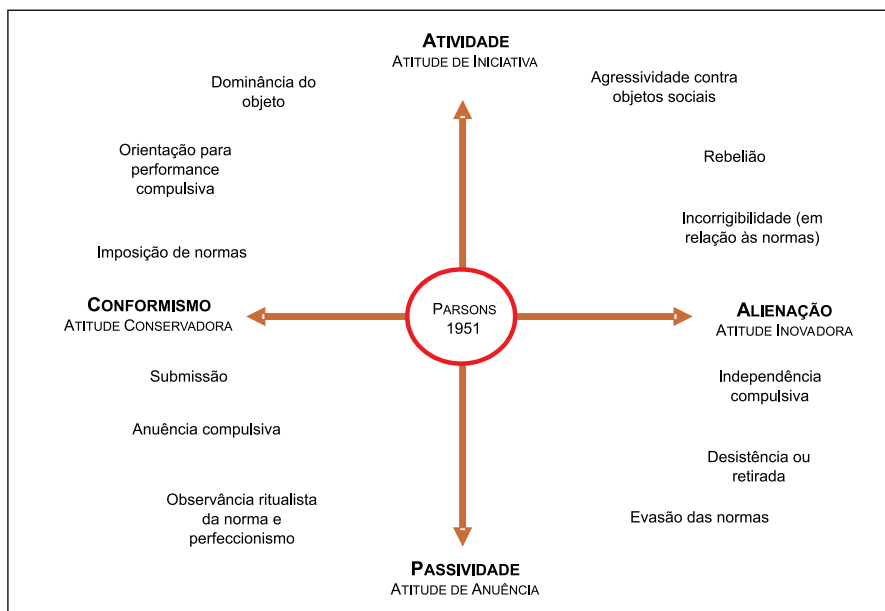 ATIVIDADE
ATITUDE DE INICIATIVA
Dominância do
objeto
Agressividade contra
objetos sociais
Orientação para
performance
compulsiva
Rebelião
Imposição de normas
Incorrigibilidade (em
relação às normas)
CONFORMISMO
ATITUDE CONSERVADORA
PARSONS
1951
ALIENAÇÃO
ATITUDE INOVADORA
Submissão
Independência
compulsiva
Anuência compulsiva
Desistência ou
retirada
Observância ritualista
da norma e
perfeccionismo
Evasão das normas
PASSIVIDADE
ATITUDE DE ANUÊNCIA